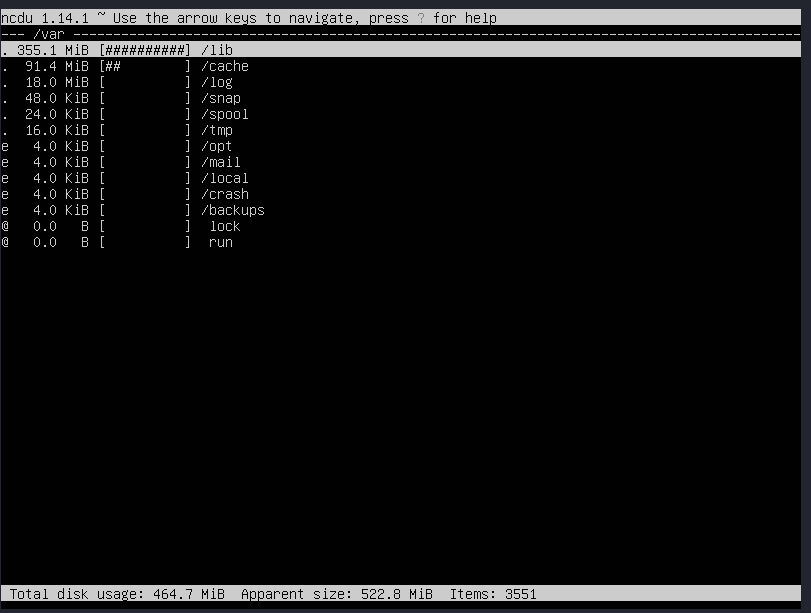 ncdu 1.14.1 ~ Use the arrow keys to navigate, press ? for help
--- /var ----------------------------------------------------------------------------------------
. 355.1 MiB [##########] /lib
.  91.4 MiB [##        ] /cache
.  18.0 MiB [          ] /log
.  48.0 KiB [          ] /snap
.  24.0 KiB [          ] /spool
.  16.0 KiB [          ] /tmp
e   4.0 KiB [          ] /opt
e   4.0 KiB [          ] /mail
e   4.0 KiB [          ] /local
e   4.0 KiB [          ] /crash
e   4.0 KiB [          ] /backups
@   0.0   B [          ]  lock
@   0.0   B [          ]  run
Total disk usage: 464.7 MiB  Apparent size: 522.8 MiB  Items: 3551